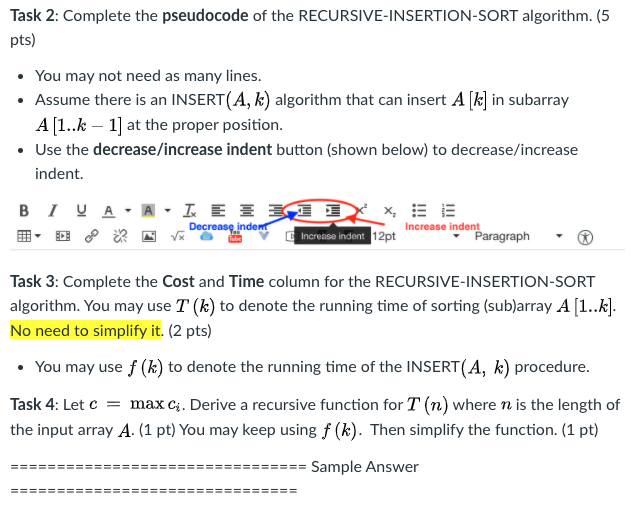 Task 2: Complete the pseudocode of the RECURSIVE-INSERTION-SORT algorithm. (5
pts)
• You may not need as many lines.
• Assume there is an INSERT(A, k) algorithm that can insert A [k] in subarray
A [1..k − 1] at the proper position.
• Use the decrease/increase indent button (shown below) to decrease/increase
indent.
B I U A A Ix x² x₂
Decrease indent Increase indent
√x You Tube V Increase indent 12pt Paragraph
Task 3: Complete the Cost and Time column for the RECURSIVE-INSERTION-SORT
algorithm. You may use T (k) to denote the running time of sorting (sub)array A [1..k].
No need to simplify it. (2 pts)
• You may use f (k) to denote the running time of the INSERT(A, k) procedure.
Task 4: Let c = max cᵢ. Derive a recursive function for T (n) where n is the length of
the input array A. (1 pt) You may keep using f (k). Then simplify the function. (1 pt)
================================ Sample Answer
===============================